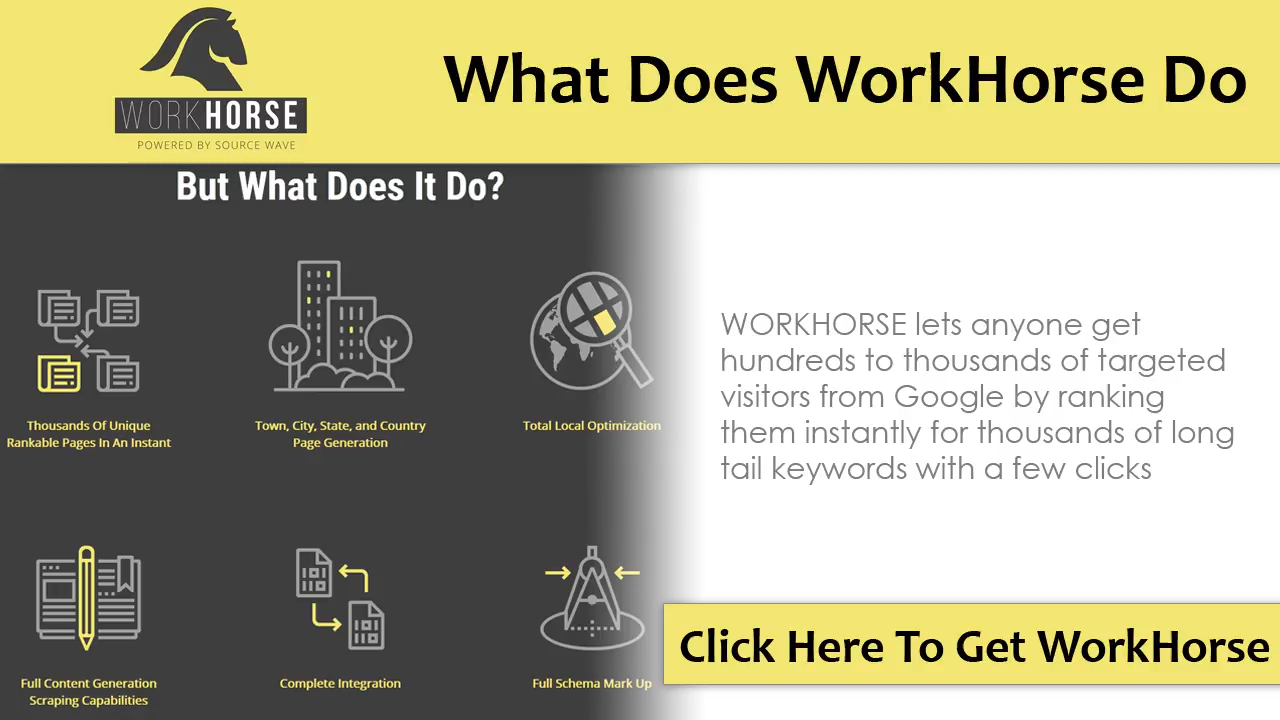 WORKHORSE
POWERED BY SOURCE WAVE
What Does WorkHorse Do
But What Does It Do?
Thousands Of Unique
Rankable Pages In An Instant
Town, City, State, and Country
Page Generation
Total Local Optimization
Full Content Generation
Scraping Capabilities
Complete Integration
Full Schema Mark Up
WORKHORSE lets anyone get
hundreds to thousands of targeted
visitors from Google by ranking
them instantly for thousands of long
tail keywords with a few clicks
Click Here To Get WorkHorse